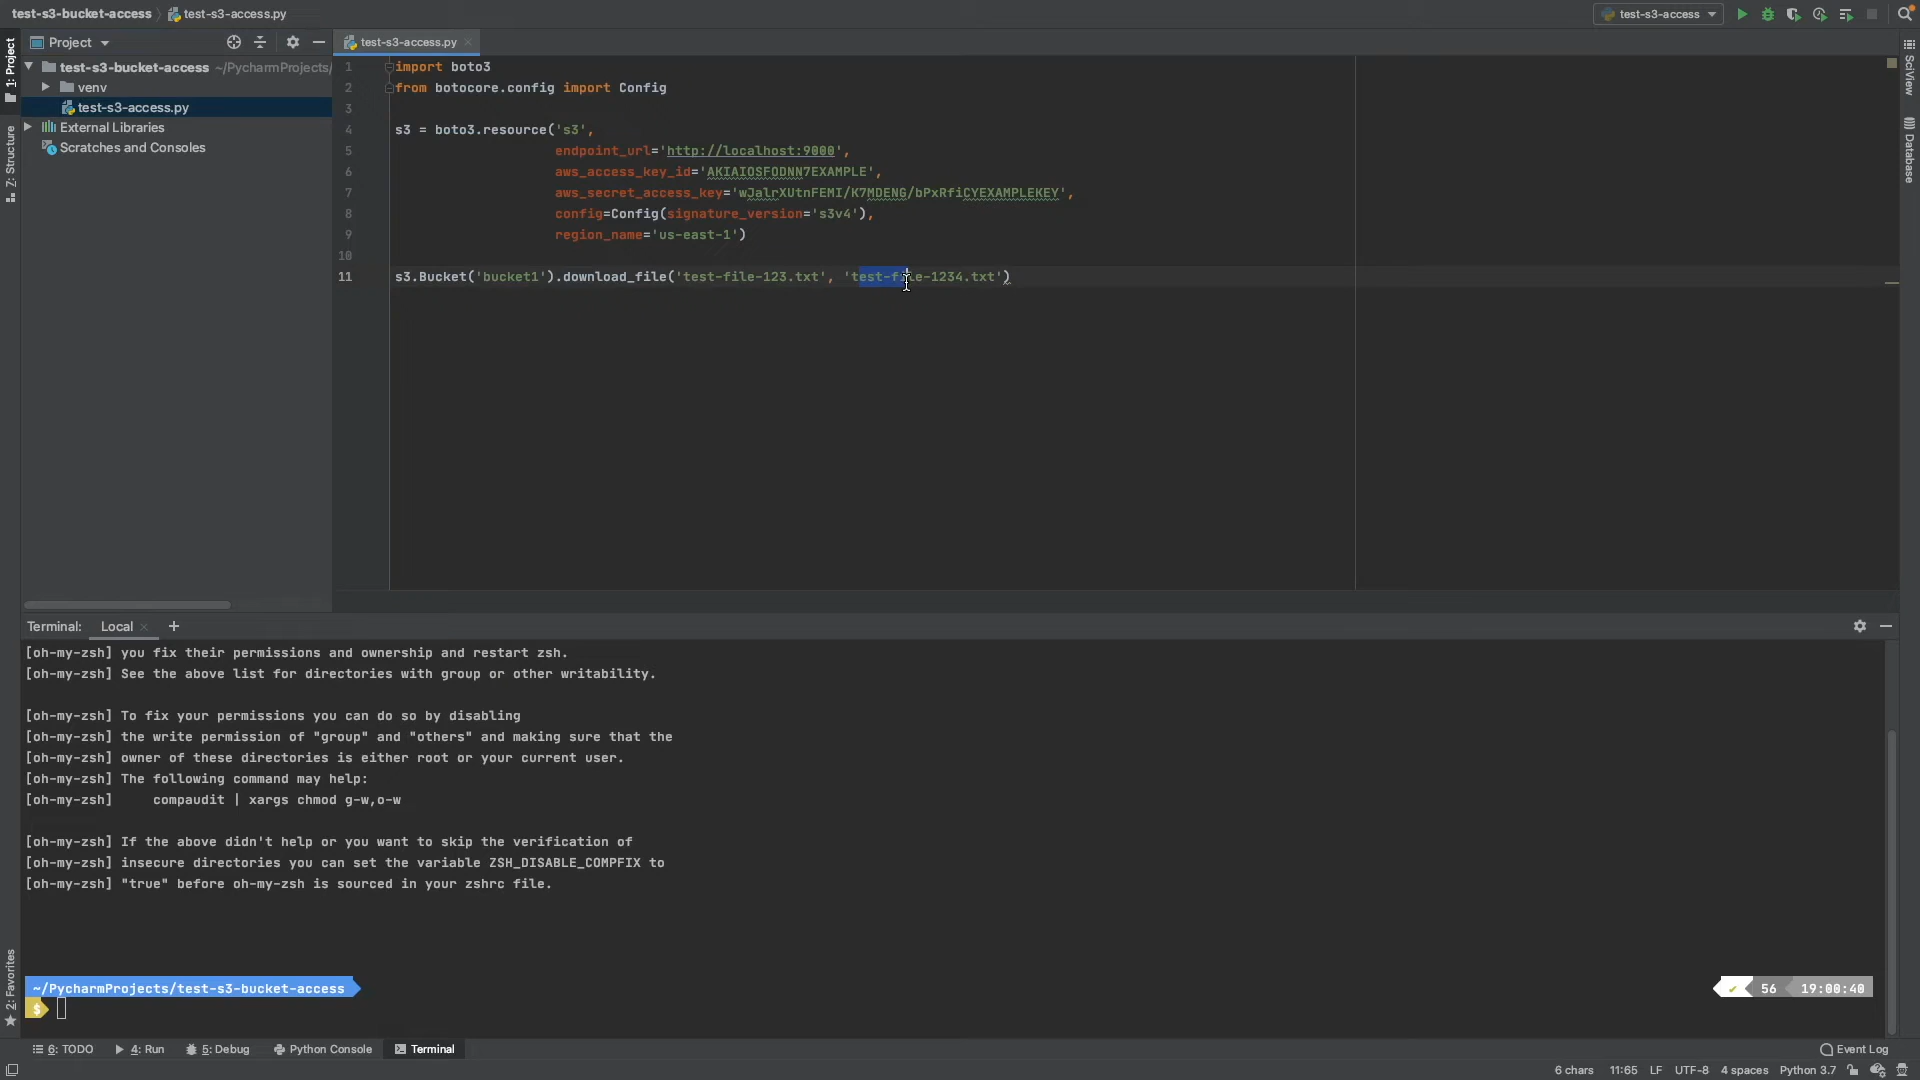 test-s3-bucket-access
test-s3-access.py
test-s3-access
1: Project
Project
test-s3-access.py
test-s3-bucket-access ~/PycharmProjects/
venv
test-s3-access.py
External Libraries
Scratches and Consoles
Z: Structure
2: Favorites
SciView
Database
1 import boto3
2 from botocore.config import Config
3
4 s3 = boto3.resource('s3',
5 endpoint_url='http://localhost:9000',
6 aws_access_key_id='AKIAIOSFODNN7EXAMPLE',
7 aws_secret_access_key='wJalrXUtnFEMI/K7MDENG/bPxRfiCYEXAMPLEKEY',
8 config=Config(signature_version='s3v4'),
9 region_name='us-east-1')
10
11 s3.Bucket('bucket1').download_file('test-file-123.txt', 'test-file-1234.txt')
Terminal: Local
[oh-my-zsh] you fix their permissions and ownership and restart zsh.
[oh-my-zsh] See the above list for directories with group or other writability.
[oh-my-zsh] To fix your permissions you can do so by disabling
[oh-my-zsh] the write permission of "group" and "others" and making sure that the
[oh-my-zsh] owner of these directories is either root or your current user.
[oh-my-zsh] The following command may help:
[oh-my-zsh] compaudit | xargs chmod g-w,o-w
[oh-my-zsh] If the above didn't help or you want to skip the verification of
[oh-my-zsh] insecure directories you can set the variable ZSH_DISABLE_COMPFIX to
[oh-my-zsh] "true" before oh-my-zsh is sourced in your zshrc file.
~/PycharmProjects/test-s3-bucket-access
✔ 56 19:00:40
$
6: TODO 4: Run 5: Debug Python Console Terminal Event Log
6 chars 11:65 LF UTF-8 4 spaces Python 3.7